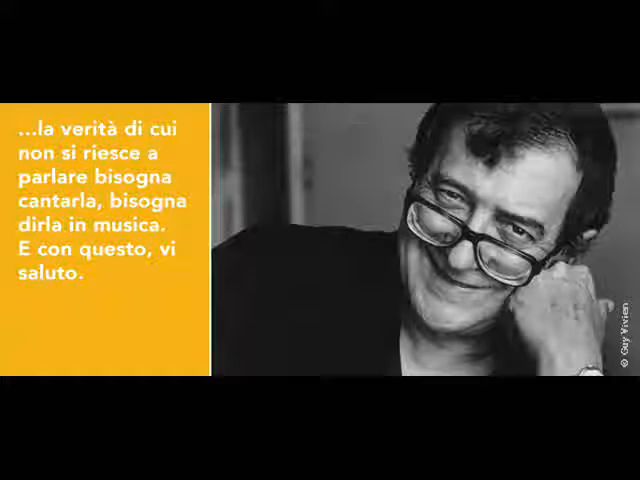 ...la verità di cui
non si riesce a
parlare bisogna
cantarla, bisogna
dirla in musica.
E con questo, vi
saluto.
© Guy Vivien